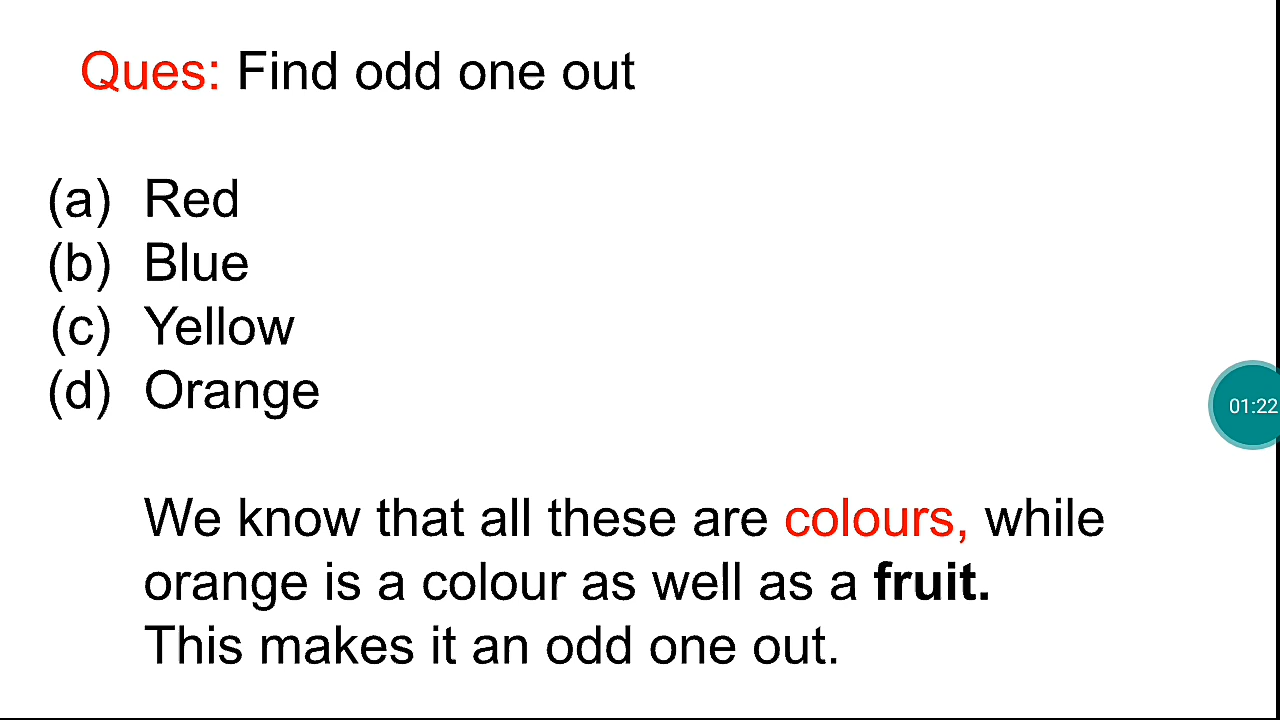 Ques: Find odd one out
(a) Red
(b) Blue
(c) Yellow
(d) Orange
We know that all these are colours, while
orange is a colour as well as a fruit.
This makes it an odd one out.
01:22